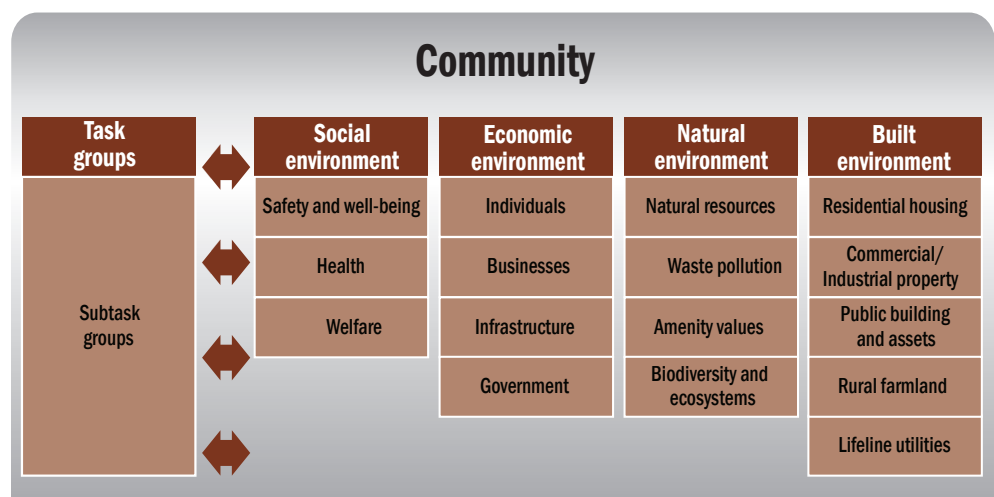 Community
Task
groups
Social
environment
Economic
environment
Natural
environment
Built
environment
Subtask
groups
Safety and well-being
Health
Welfare
Individuals
Businesses
Infrastructure
Government
Natural resources
Waste pollution
Amenity values
Biodiversity and
ecosystems
Residential housing
Commercial/
Industrial property
Public building
and assets
Rural farmland
Lifeline utilities